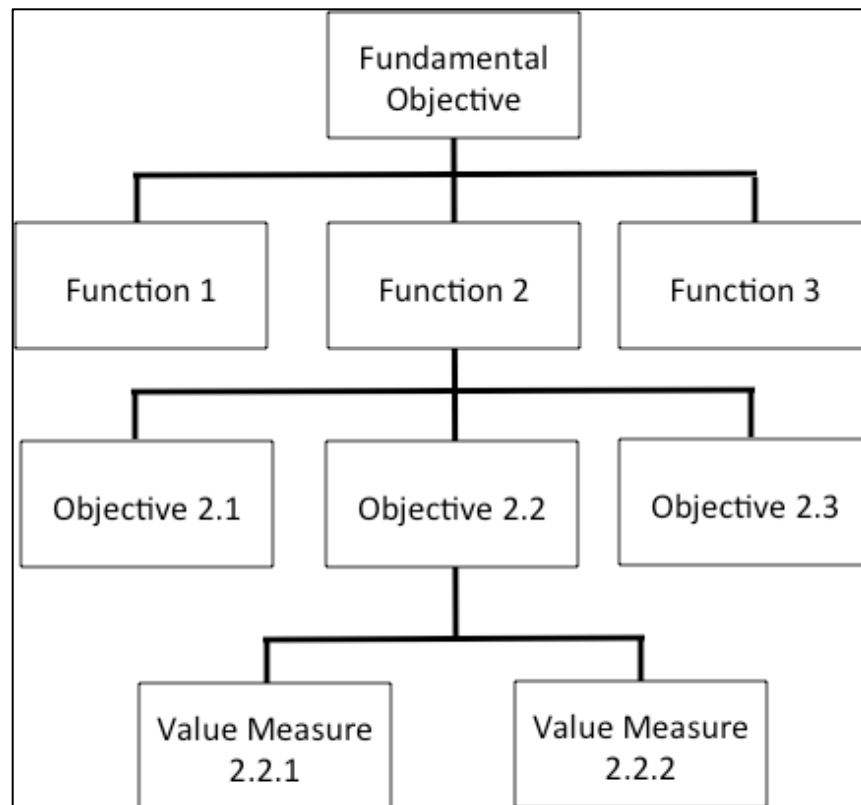 Fundamental
Objective
Function 1
Function 2
Function 3
Objective 2.1
Objective 2.2
Objective 2.3
Value Measure
2.2.1
Value Measure
2.2.2